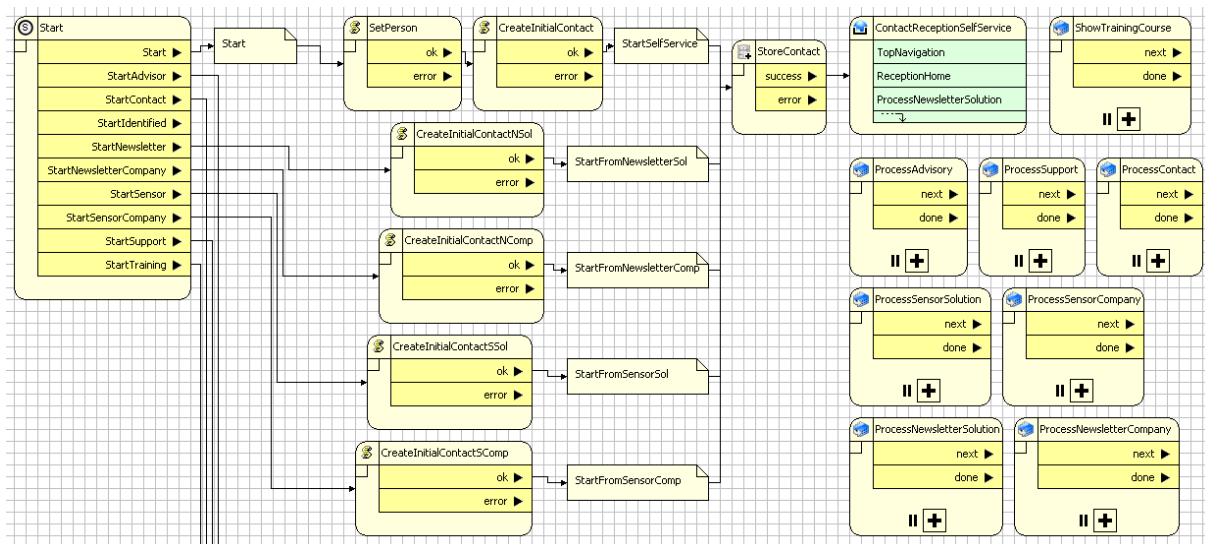 Start
Start
StartAdvisor
StartContact
StartIdentified
StartNewsletter
StartNewsletterCompany
StartSensor
StartSensorCompany
StartSupport
StartTraining
Start
SetPerson
ok
error
CreateInitialContact
ok
error
StartSelfService
CreateInitialContactNSol
ok
error
StartFromNewsletterSol
CreateInitialContactNComp
ok
error
StartFromNewsletterComp
CreateInitialContactSSol
ok
error
StartFromSensorSol
CreateInitialContactSComp
ok
error
StartFromSensorComp
StoreContact
success
error
ContactReceptionSelfService
TopNavigation
ReceptionHome
ProcessNewsletterSolution
ShowTrainingCourse
next
done
ProcessAdvisory
next
done
ProcessSupport
next
done
ProcessContact
next
done
ProcessSensorSolution
next
done
ProcessSensorCompany
next
done
ProcessNewsletterSolution
next
done
ProcessNewsletterCompany
next
done